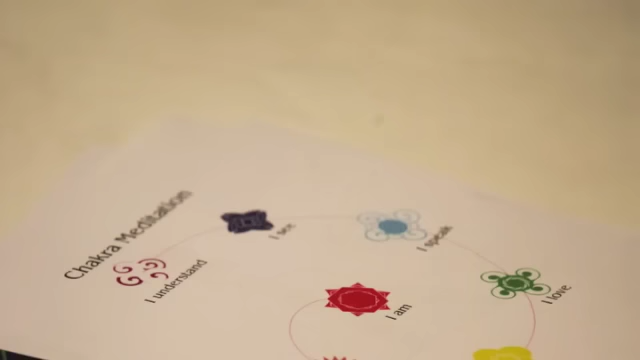 Chakra Meditation
I understand
I see
I speak
I love
I am